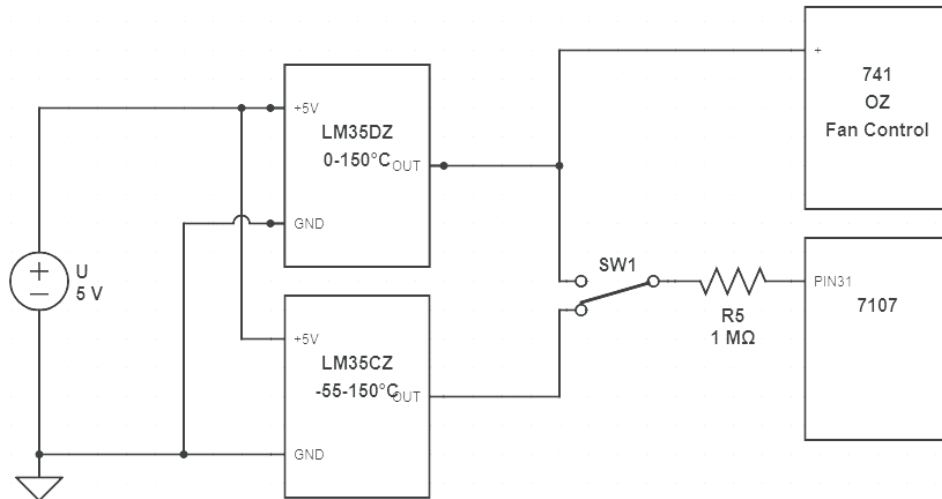 741
OZ
Fan Control
+
+5V
LM35DZ
0-150°C
OUT
GND
U
5 V
SW1
R5
1 MΩ
PIN31
7107
+5V
LM35CZ
-55-150°C
OUT
GND